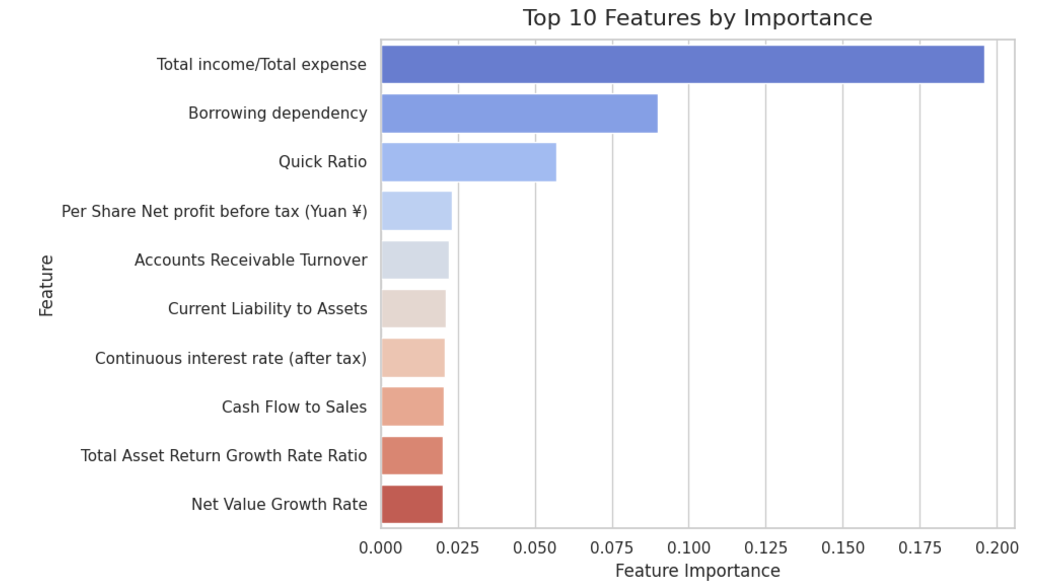 Top 10 Features by Importance
Total income/Total expense
Borrowing dependency
Quick Ratio
Per Share Net profit before tax (Yuan ¥)
Accounts Receivable Turnover
Current Liability to Assets
Continuous interest rate (after tax)
Cash Flow to Sales
Total Asset Return Growth Rate Ratio
Net Value Growth Rate
Feature
0.000 0.025 0.050 0.075 0.100 0.125 0.150 0.175 0.200
Feature Importance